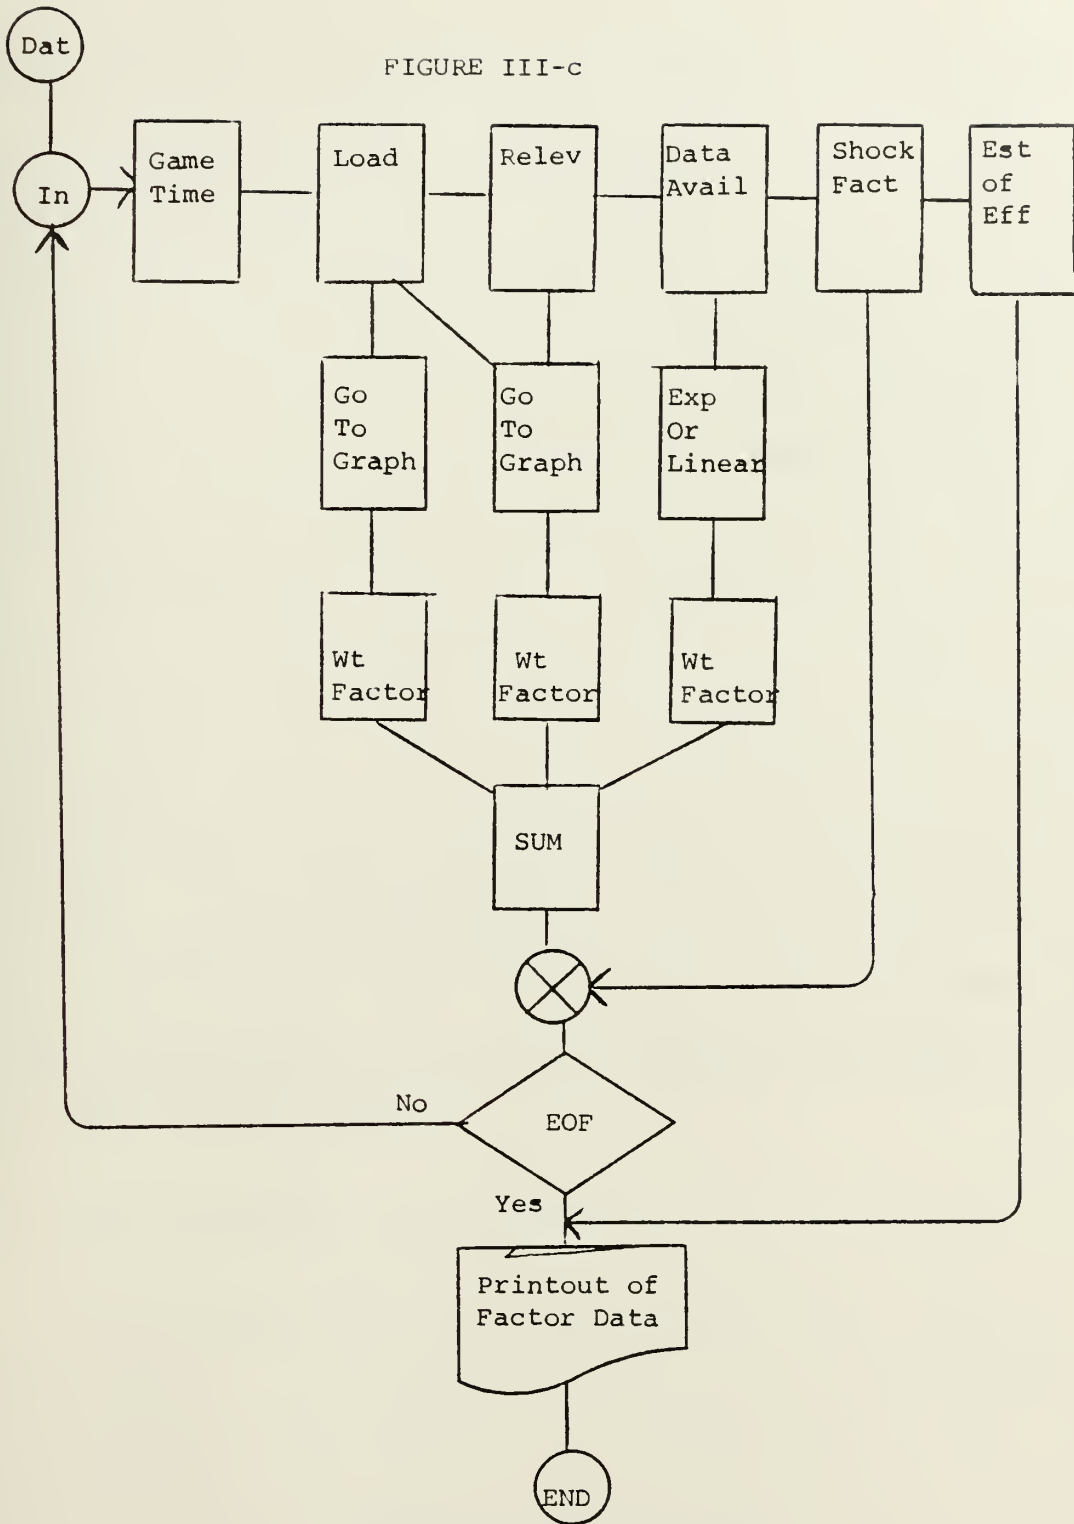 Dat
FIGURE III-c
In
Game
Time
Load
Relev
Data
Avail
Shock
Fact
Est
of
Eff
Go
To
Graph
Go
To
Graph
Exp
Or
Linear
Wt
Factor
Wt
Factor
Wt
Factor
SUM
No
EOF
Yes
Printout of
Factor Data
END